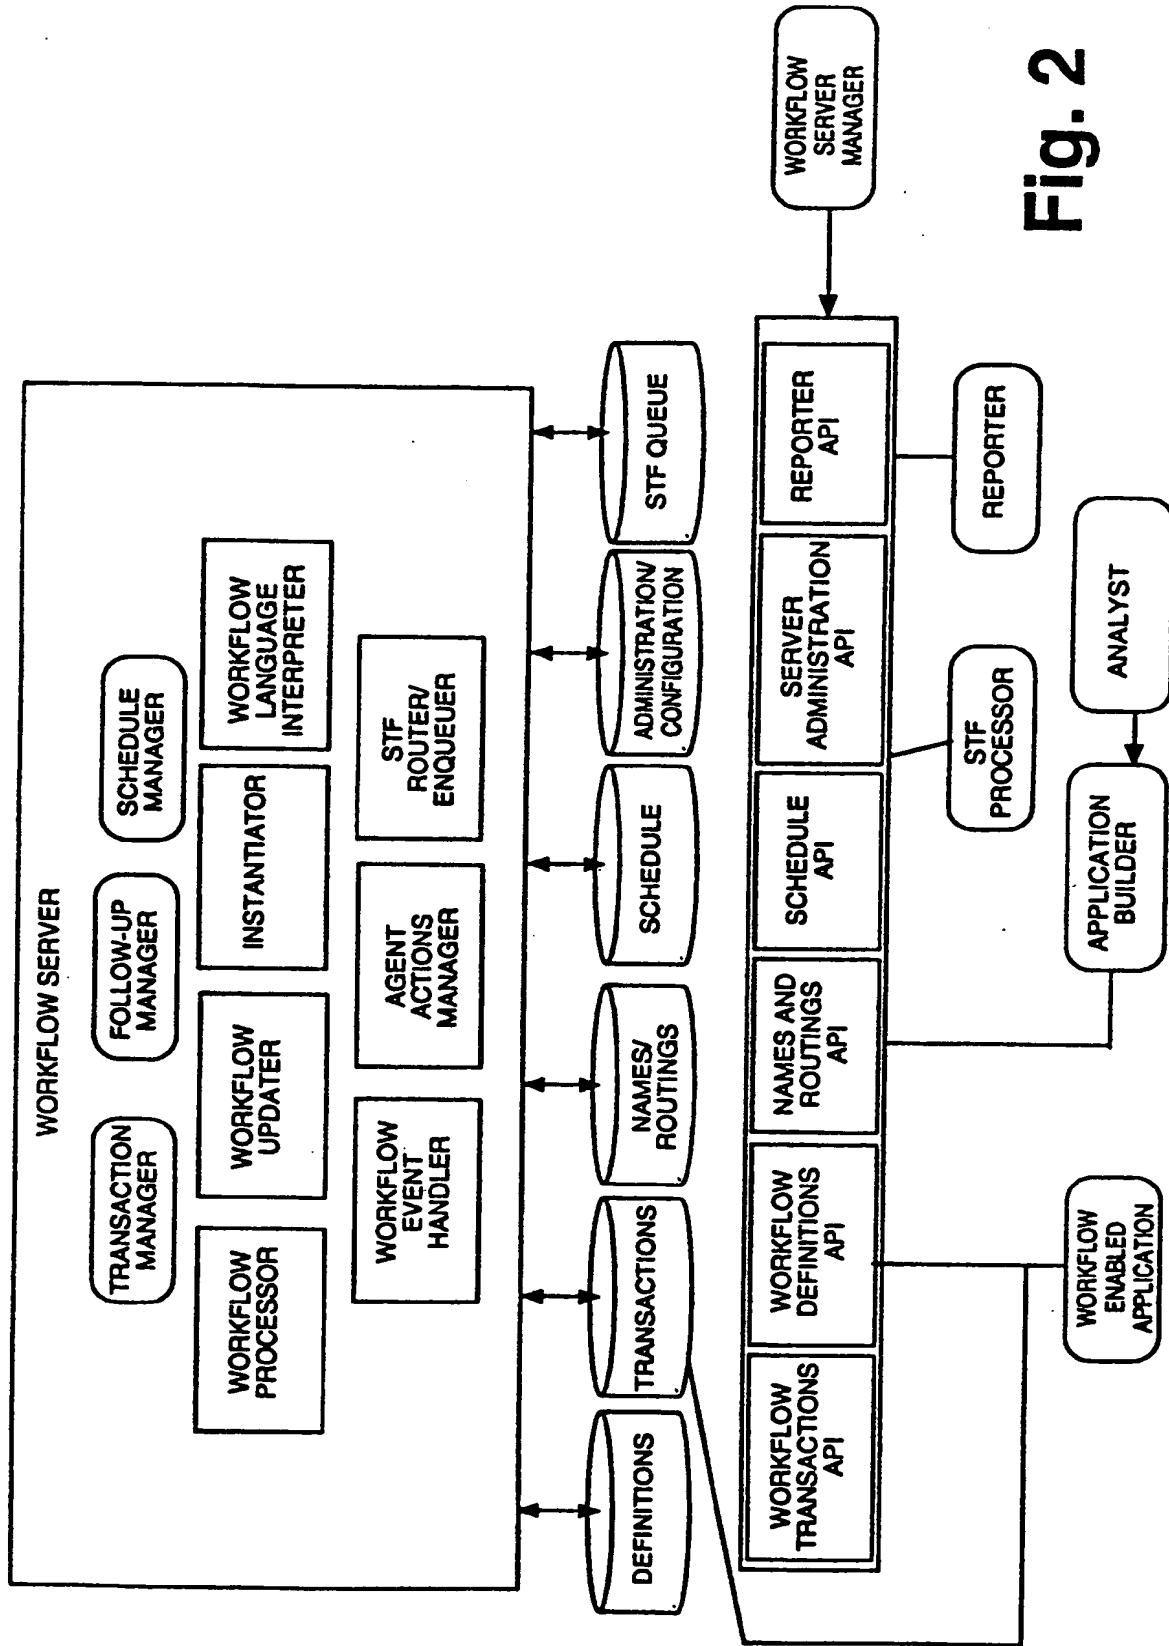 WORKFLOW SERVER
TRANSACTION
MANAGER
FOLLOW-UP
MANAGER
SCHEDULE
MANAGER
WORKFLOW
PROCESSOR
WORKFLOW
UPDATER
INSTANTIATOR
WORKFLOW
LANGUAGE
INTERPRETER
WORKFLOW
EVENT
HANDLER
AGENT
ACTIONS
MANAGER
STF
ROUTER/
ENQUEUER
DEFINITIONS
TRANSACTIONS
NAMES/
ROUTINGS
SCHEDULE
ADMINISTRATION/
CONFIGURATION
STF QUEUE
WORKFLOW
TRANSACTIONS
API
WORKFLOW
DEFINITIONS
API
NAMES AND
ROUTINGS
API
SCHEDULE
API
SERVER
ADMINISTRATION
API
REPORTER
API
WORKFLOW
SERVER
MANAGER
STF
PROCESSOR
REPORTER
WORKFLOW
ENABLED
APPLICATION
APPLICATION
BUILDER
ANALYST
Fig. 2